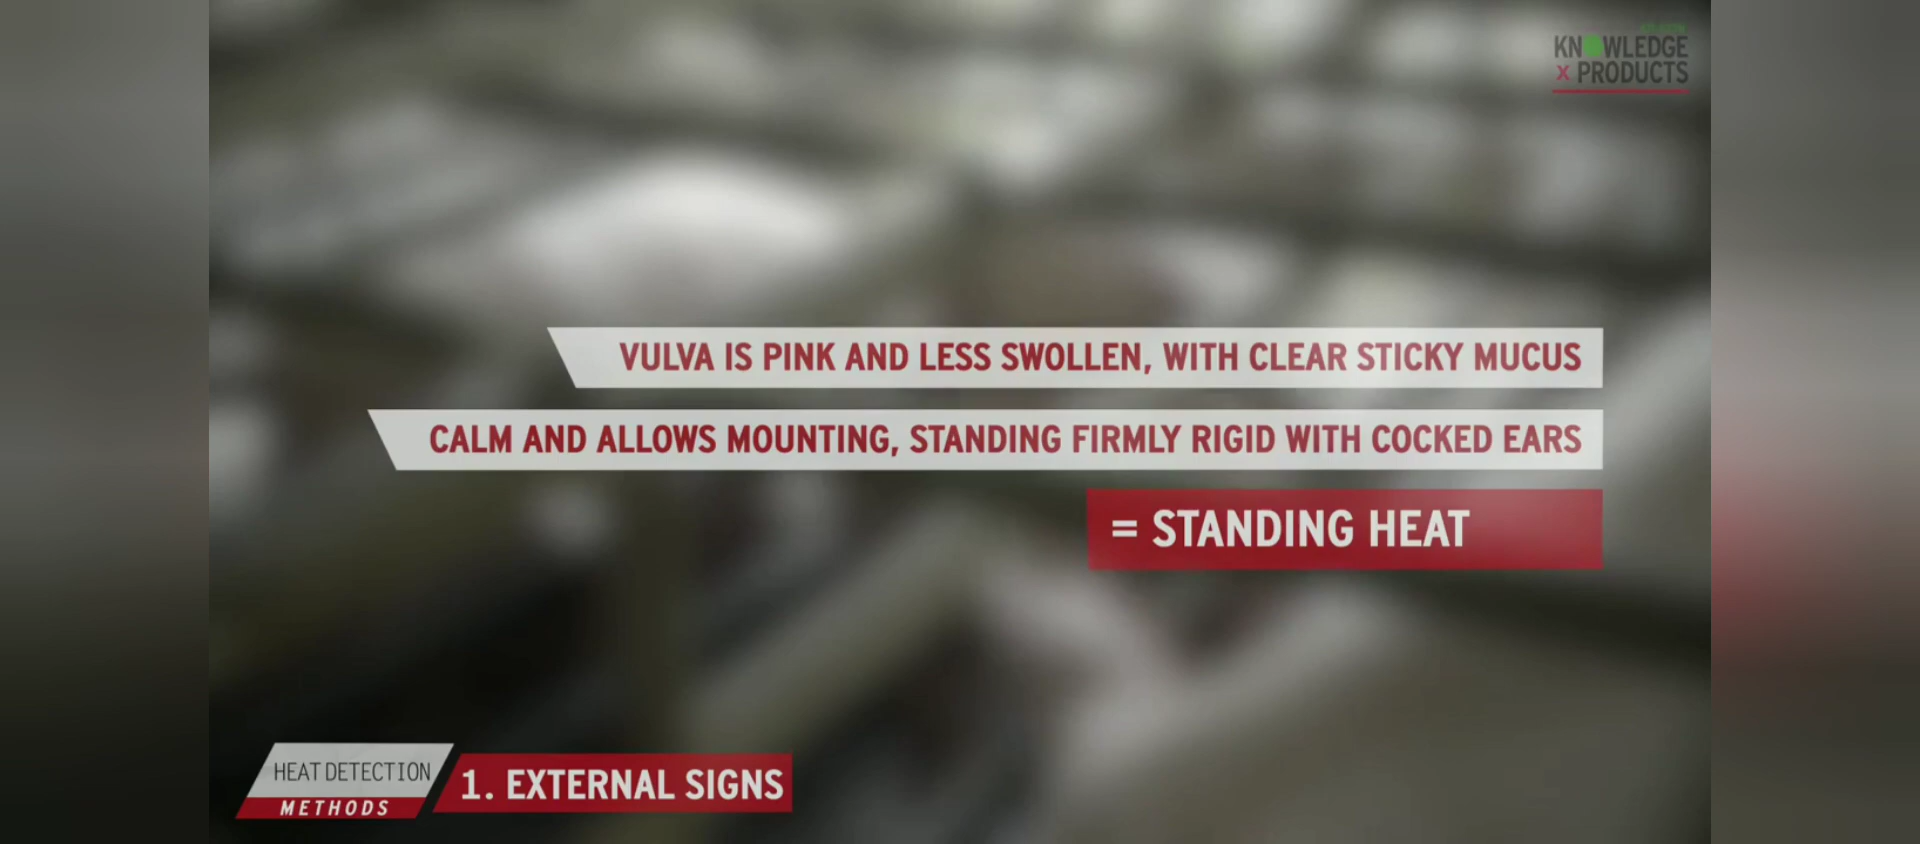 KNOWLEDGE
x PRODUCTS
VULVA IS PINK AND LESS SWOLLEN, WITH CLEAR STICKY MUCUS
CALM AND ALLOWS MOUNTING, STANDING FIRMLY RIGID WITH COCKED EARS
= STANDING HEAT
HEAT DETECTION
METHODS
1. EXTERNAL SIGNS